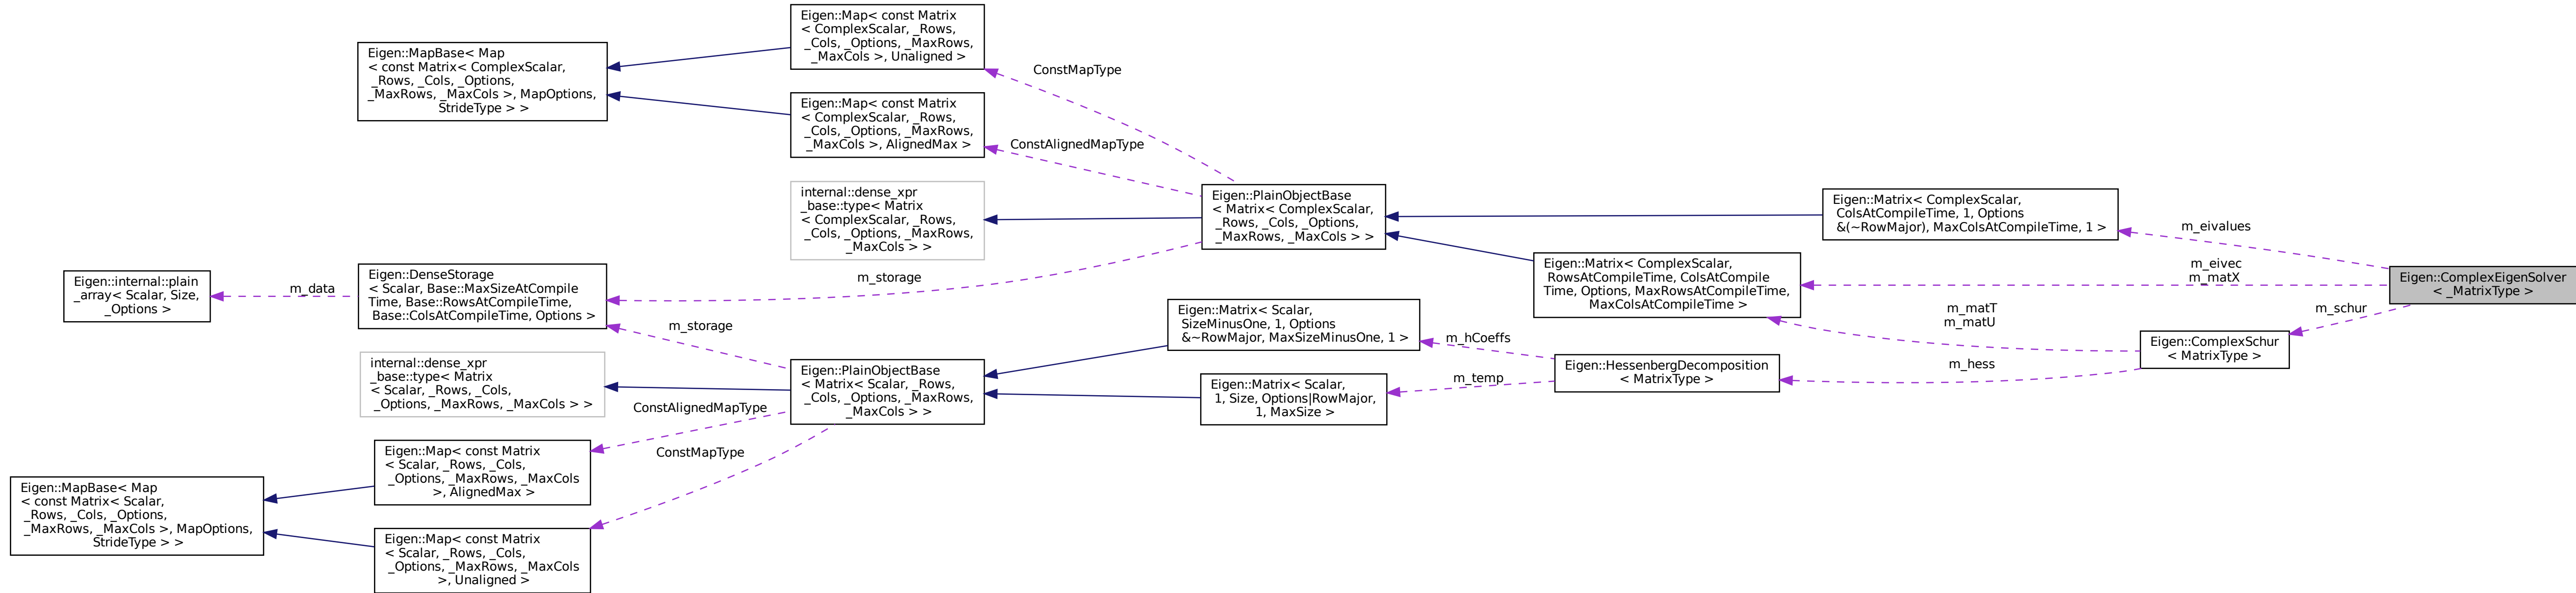 Eigen::Map< const Matrix
< ComplexScalar, _Rows,
_Cols, _Options, _MaxRows,
_MaxCols >, Unaligned >
Eigen::MapBase< Map
< const Matrix< ComplexScalar,
_Rows, _Cols, _Options,
_MaxRows, _MaxCols >, MapOptions,
StrideType > >
ConstMapType
Eigen::Map< const Matrix
< ComplexScalar, _Rows,
_Cols, _Options, _MaxRows,
_MaxCols >, AlignedMax >
ConstAlignedMapType
internal::dense_xpr
_base::type< Matrix
< ComplexScalar, _Rows,
_Cols, _Options, _MaxRows,
_MaxCols > >
Eigen::PlainObjectBase
< Matrix< ComplexScalar,
_Rows, _Cols, _Options,
_MaxRows, _MaxCols > >
Eigen::Matrix< ComplexScalar,
ColsAtCompileTime, 1, Options
&(~RowMajor), MaxColsAtCompileTime, 1 >
m_eivalues
Eigen::internal::plain
_array< Scalar, Size,
_Options >
m_data
Eigen::DenseStorage
< Scalar, Base::MaxSizeAtCompile
Time, Base::RowsAtCompileTime,
Base::ColsAtCompileTime, Options >
m_storage
Eigen::Matrix< ComplexScalar,
RowsAtCompileTime, ColsAtCompile
Time, Options, MaxRowsAtCompileTime,
MaxColsAtCompileTime >
m_eivec
m_matX
Eigen::ComplexEigenSolver
< _MatrixType >
m_storage
Eigen::Matrix< Scalar,
SizeMinusOne, 1, Options
&~RowMajor, MaxSizeMinusOne, 1 >
m_hCoeffs
m_matT
m_matU
m_schur
Eigen::ComplexSchur
< MatrixType >
internal::dense_xpr
_base::type< Matrix
< Scalar, _Rows, _Cols,
_Options, _MaxRows, _MaxCols > >
Eigen::PlainObjectBase
< Matrix< Scalar, _Rows,
_Cols, _Options, _MaxRows,
_MaxCols > >
Eigen::Matrix< Scalar,
1, Size, Options|RowMajor,
1, MaxSize >
m_temp
Eigen::HessenbergDecomposition
< MatrixType >
m_hess
ConstAlignedMapType
Eigen::Map< const Matrix
< Scalar, _Rows, _Cols,
_Options, _MaxRows, _MaxCols
>, AlignedMax >
ConstMapType
Eigen::MapBase< Map
< const Matrix< Scalar,
_Rows, _Cols, _Options,
_MaxRows, _MaxCols >, MapOptions,
StrideType > >
Eigen::Map< const Matrix
< Scalar, _Rows, _Cols,
_Options, _MaxRows, _MaxCols
>, Unaligned >